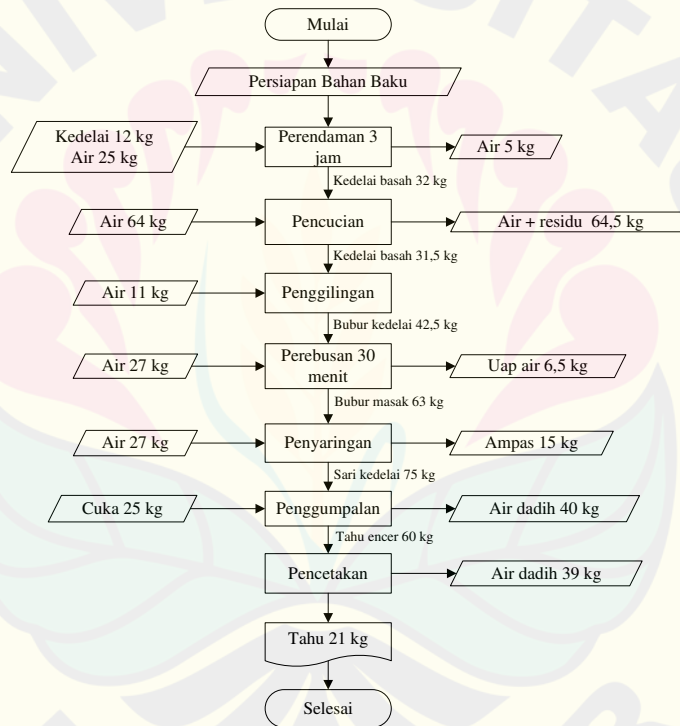 Mulai
Persiapan Bahan Baku
Kedelai 12 kg
Air 25 kg
Perendaman 3
jam
Air 5 kg
Kedelai basah 32 kg
Air 64 kg
Pencucian
Air + residu 64,5 kg
Kedelai basah 31,5 kg
Air 11 kg
Penggilingan
Bubur kedelai 42,5 kg
Air 27 kg
Perebusan 30
menit
Uap air 6,5 kg
Bubur masak 63 kg
Air 27 kg
Penyaringan
Ampas 15 kg
Sari kedelai 75 kg
Cuka 25 kg
Penggumpalan
Air dadih 40 kg
Tahu encer 60 kg
Pencetakan
Air dadih 39 kg
Tahu 21 kg
Selesai